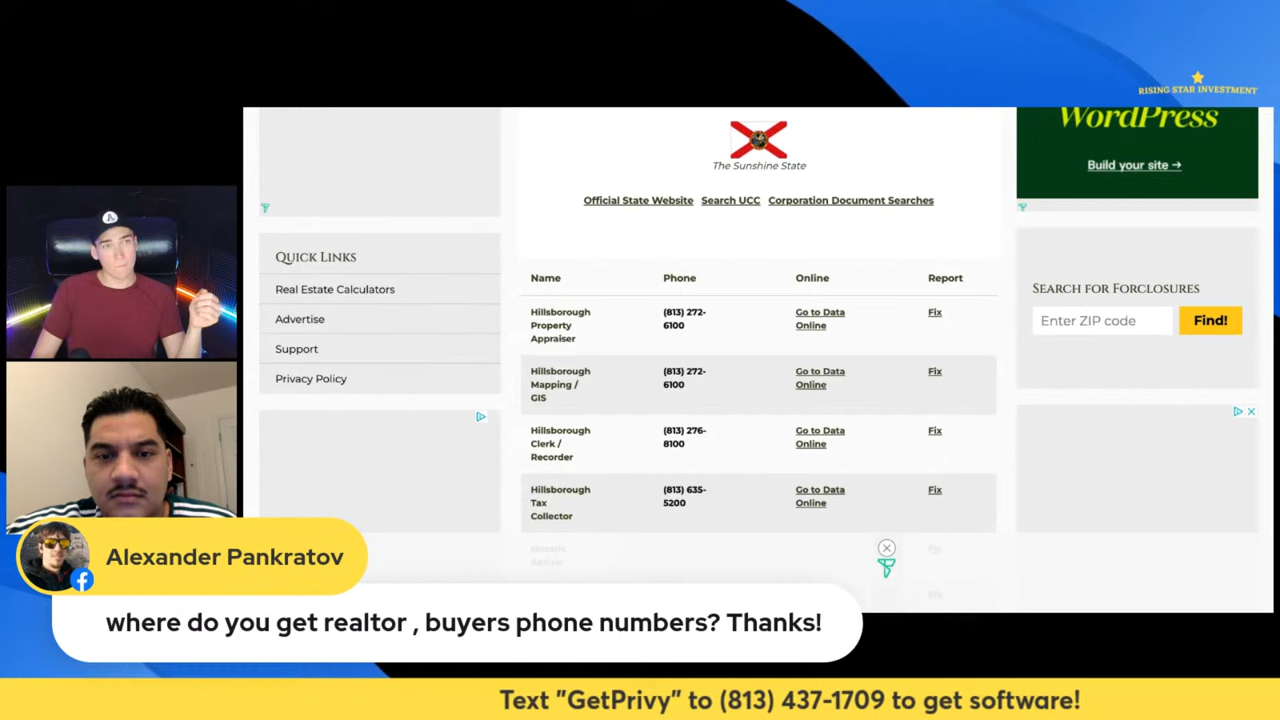 RISING STAR INVESTMENT
WordPress
Build your site →
The Sunshine State
Official State Website Search UCC Corporation Document Searches
QUICK LINKS
Real Estate Calculators
Advertise
Support
Privacy Policy
Name Phone Online Report
Hillsborough
Property
Appraiser
(813) 272-
6100
Go to Data
Online
Fix
Hillsborough
Mapping /
GIS
(813) 272-
6100
Go to Data
Online
Fix
Hillsborough
Clerk /
Recorder
(813) 276-
8100
Go to Data
Online
Fix
Hillsborough
Tax
Collector
(813) 635-
5200
Go to Data
Online
Fix
Historic
Aerials
Fix
Fix
SEARCH FOR FORCLOSURES
Enter ZIP code
Find!
Alexander Pankratov
where do you get realtor , buyers phone numbers? Thanks!
Text "GetPrivy" to (813) 437-1709 to get software!